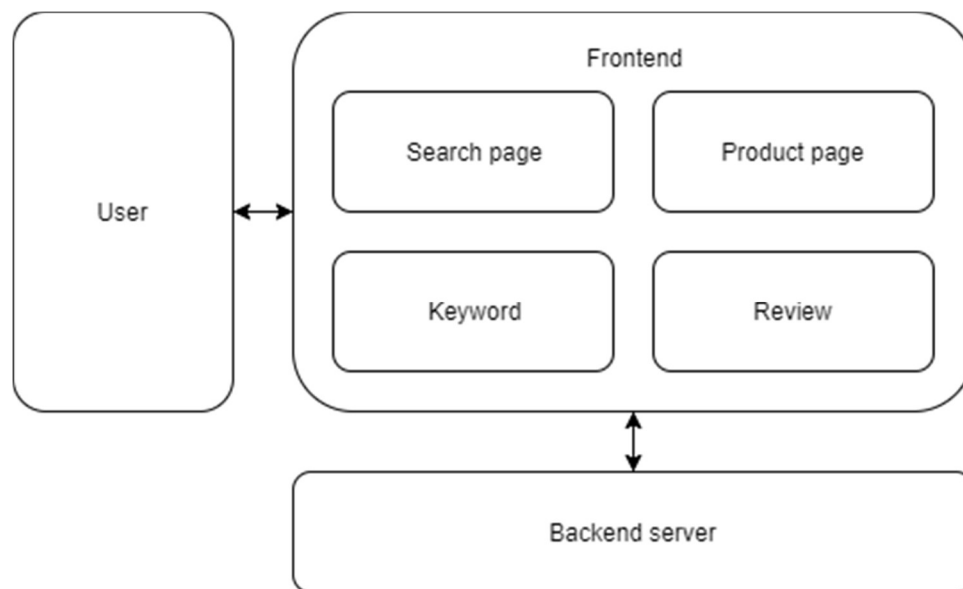 Frontend
Search page
Product page
User
Keyword
Review
Backend server